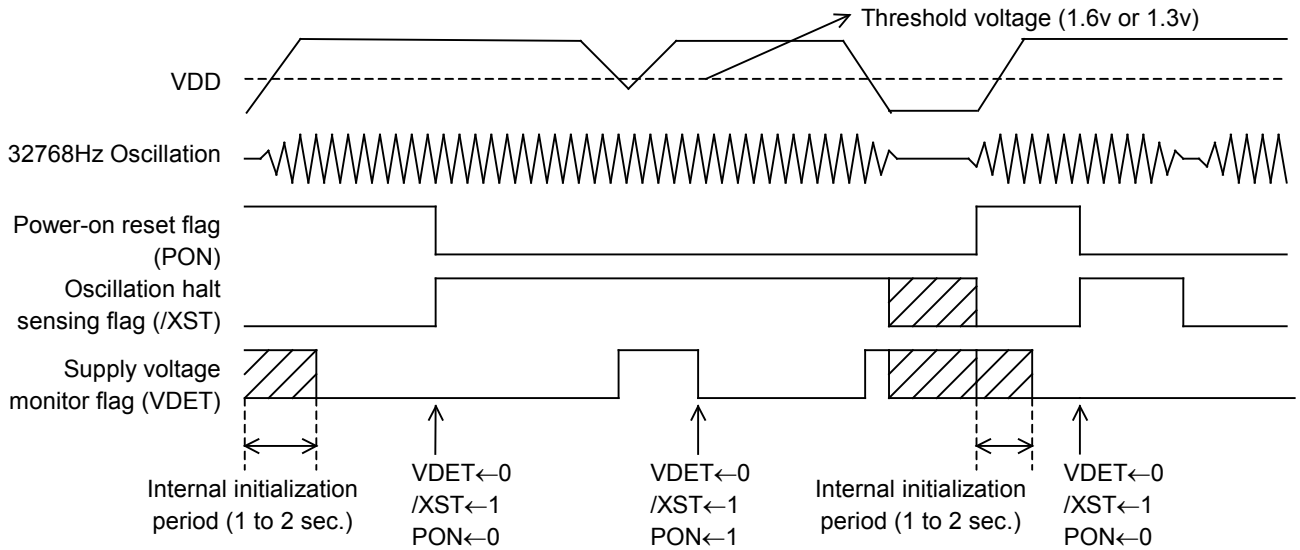 Threshold voltage (1.6v or 1.3v)
VDD
32768Hz Oscillation
Power-on reset flag
(PON)
Oscillation halt
sensing flag (/XST)
Supply voltage
monitor flag (VDET)
Internal initialization
period (1 to 2 sec.)
VDET←0
/XST←1
PON←0
VDET←0
/XST←1
PON←1
Internal initialization
period (1 to 2 sec.)
VDET←0
/XST←1
PON←0